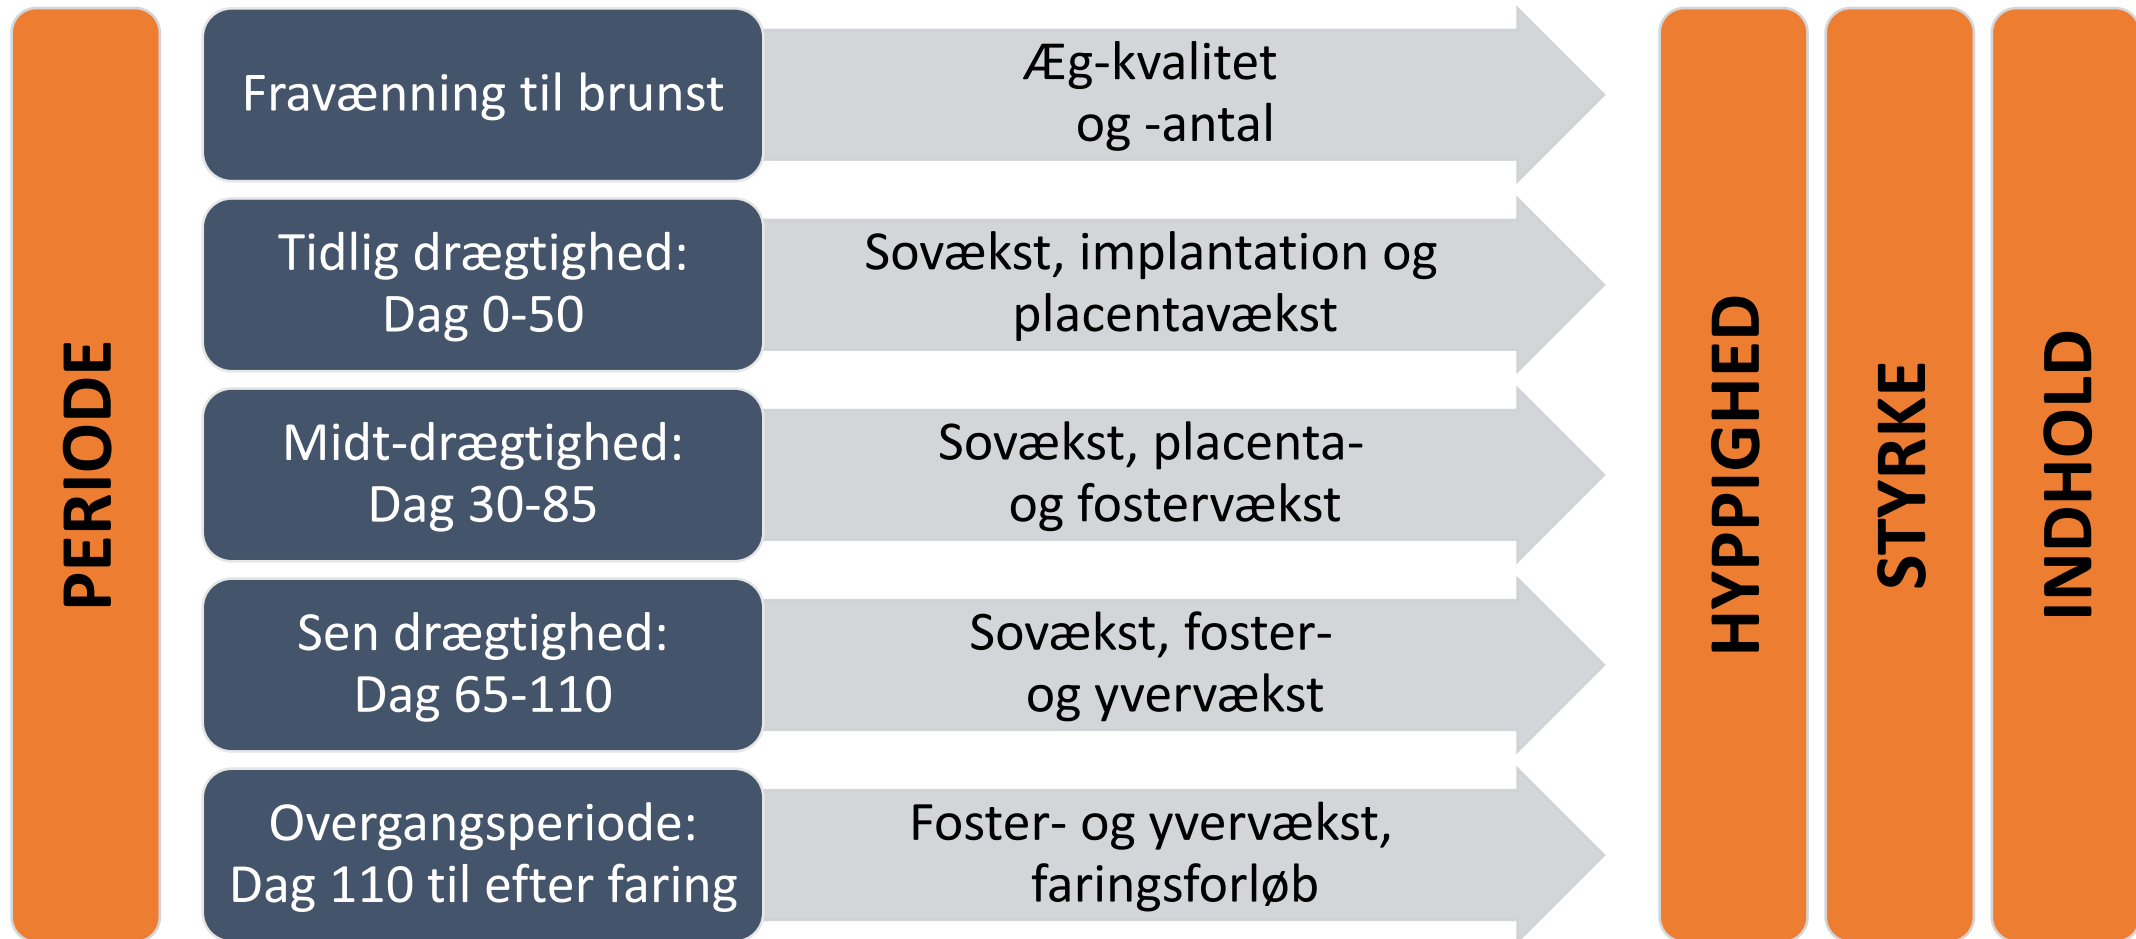 PERIODE
Fravænning til brunst
Æg-kvalitet
og -antal
Tidlig drægtighed:
Dag 0-50
Sovækst, implantation og
placentavækst
Midt-drægtighed:
Dag 30-85
Sovækst, placenta-
og fostervækst
Sen drægtighed:
Dag 65-110
Sovækst, foster-
og yvervækst
Overgangsperiode:
Dag 110 til efter faring
Foster- og yvervækst,
faringsforløb
HYPPIGHED
STYRKE
INDHOLD